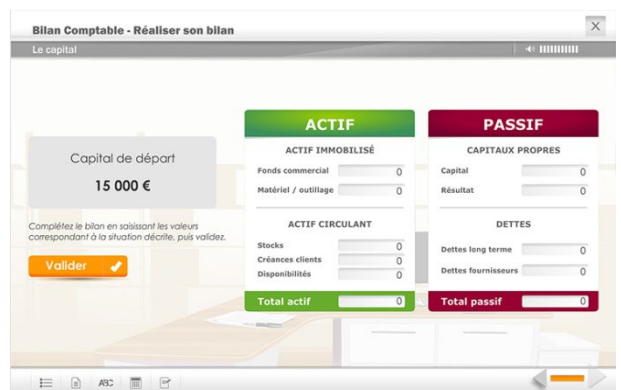 Bilan Comptable - Réaliser son bilan
Le capital
Capital de départ
15 000 €
Complétez le bilan en saisissant les valeurs
correspondant à la situation décrite, puis validez.
Valider
ACTIF
ACTIF IMMOBILISÉ
Fonds commercial 0
Matériel / outillage 0
ACTIF CIRCULANT
Stocks 0
Créances clients 0
Disponibilités 0
Total actif 0
PASSIF
CAPITAUX PROPRES
Capital 0
Résultat 0
DETTES
Dettes long terme 0
Dettes fournisseurs 0
Total passif 0
ABC